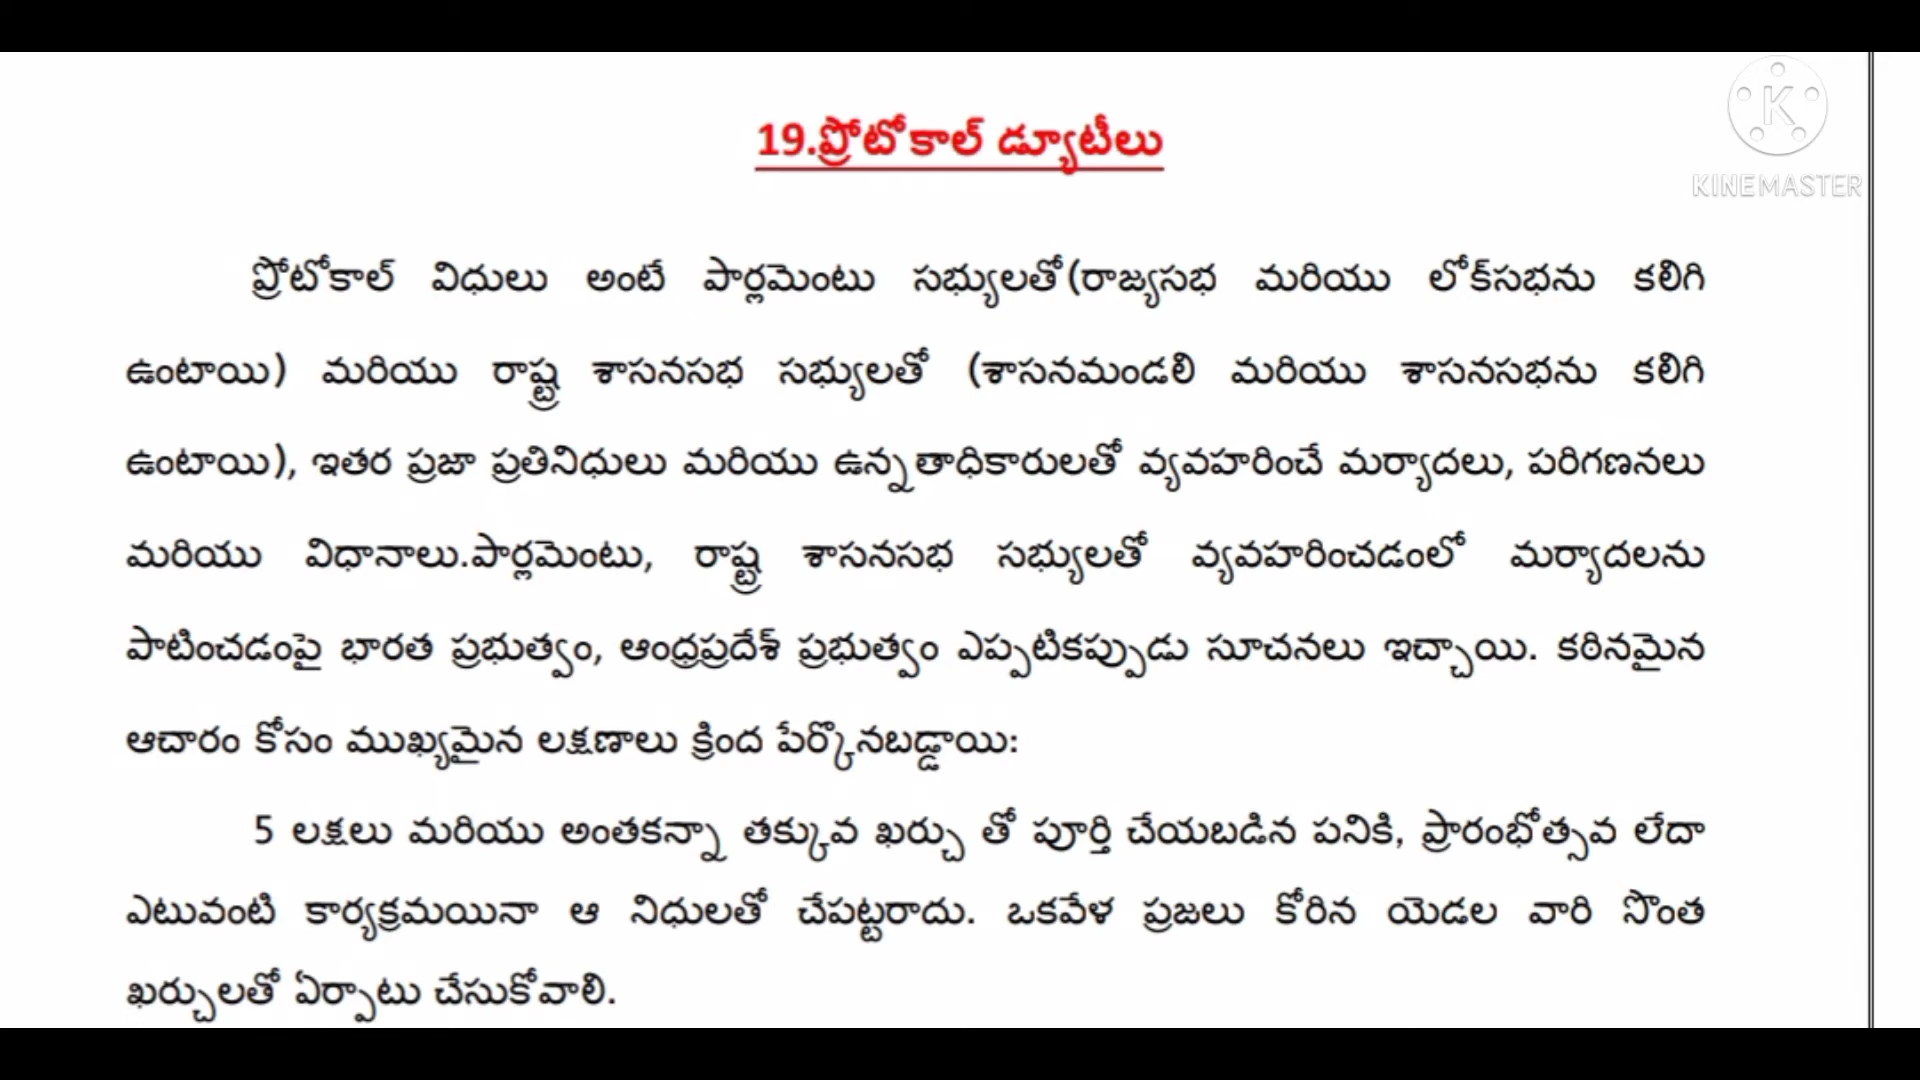 19.ప్రోటోకాల్ డ్యూటీలు
KINEMASTER
ప్రోటోకాల్ విధులు అంటే పార్లమెంటు సభ్యులతో(రాజ్యసభ మరియు లోక్‌సభను కలిగి
ఉంటాయి) మరియు రాష్ట్ర శాసనసభ సభ్యులతో (శాసనమండలి మరియు శాసనసభను కలిగి
ఉంటాయి), ఇతర ప్రజా ప్రతినిధులు మరియు ఉన్నతాధికారులతో వ్యవహరించే మర్యాదలు, పరిగణనలు
మరియు విధానాలు.పార్లమెంటు, రాష్ట్ర శాసనసభ సభ్యులతో వ్యవహరించడంలో మర్యాదలను
పాటించడంపై భారత ప్రభుత్వం, ఆంధ్రప్రదేశ్ ప్రభుత్వం ఎప్పటికప్పుడు సూచనలు ఇచ్చాయి. కఠినమైన
ఆచారం కోసం ముఖ్యమైన లక్షణాలు క్రింద పేర్కొనబడ్డాయి:
5 లక్షలు మరియు అంతకన్నా తక్కువ ఖర్చు తో పూర్తి చేయబడిన పనికి, ప్రారంభోత్సవ లేదా
ఎటువంటి కార్యక్రమయినా ఆ నిధులతో చేపట్టరాదు. ఒకవేళ ప్రజలు కోరిన యెడల వారి సొంత
ఖర్చులతో ఏర్పాటు చేసుకోవాలి.